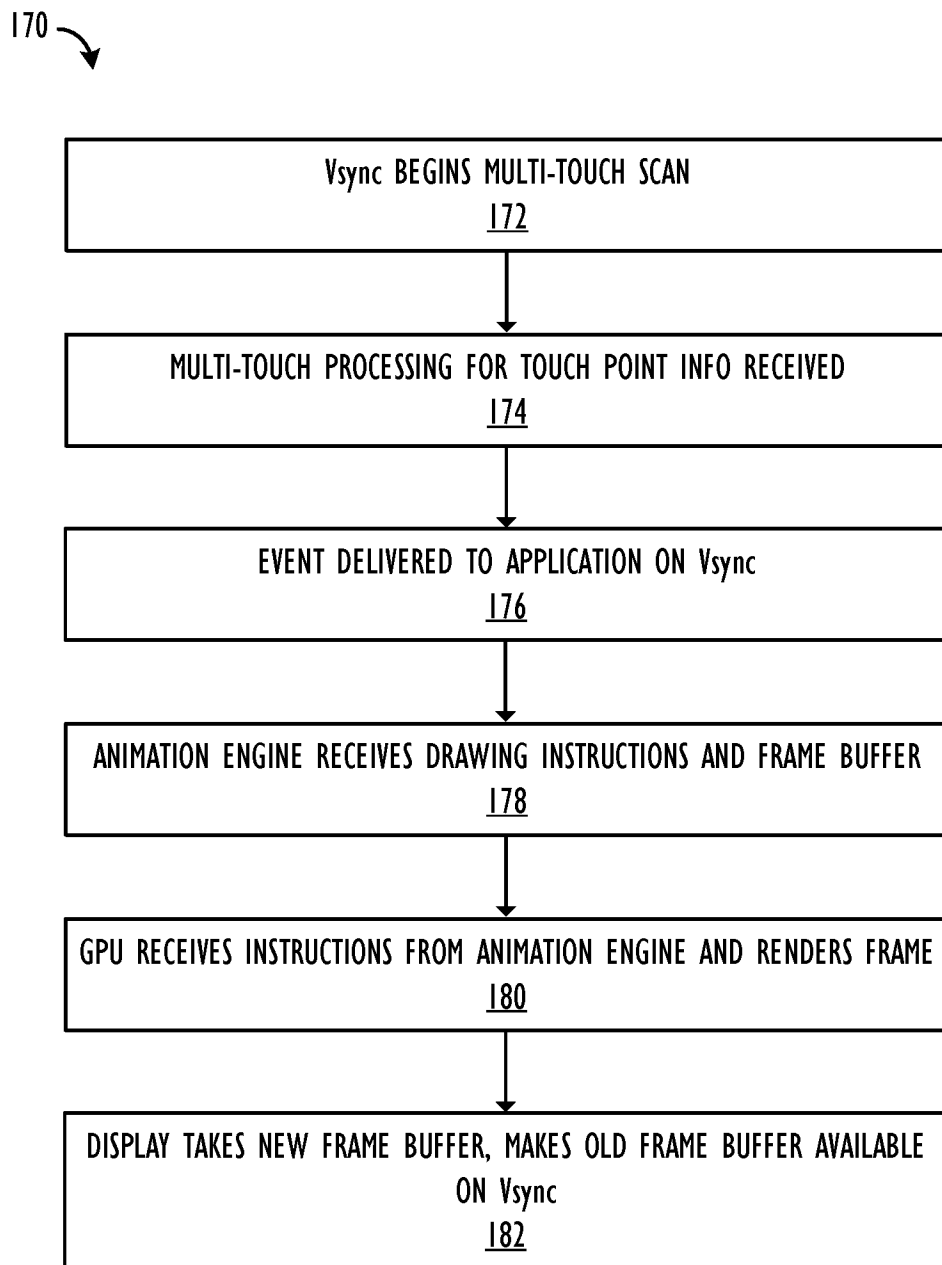 170
Vsync BEGINS MULTI-TOUCH SCAN
172
MULTI-TOUCH PROCESSING FOR TOUCH POINT INFO RECEIVED
174
EVENT DELIVERED TO APPLICATION ON Vsync
176
ANIMATION ENGINE RECEIVES DRAWING INSTRUCTIONS AND FRAME BUFFER
178
GPU RECEIVES INSTRUCTIONS FROM ANIMATION ENGINE AND RENDERS FRAME
180
DISPLAY TAKES NEW FRAME BUFFER, MAKES OLD FRAME BUFFER AVAILABLE
ON Vsync
182